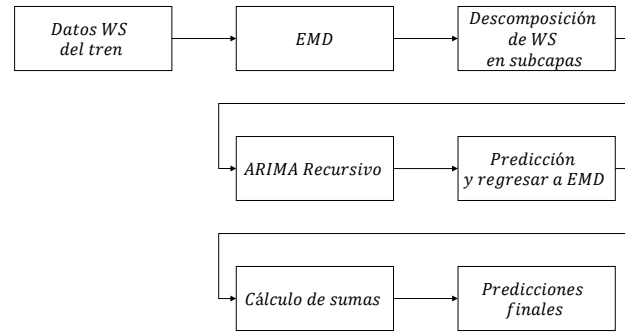 Datos WS
del tren
EMD
Descomposición
de WS
en subcapas
ARIMA Recursivo
Predicción
y regresar a EMD
Cálculo de sumas
Predicciones
finales